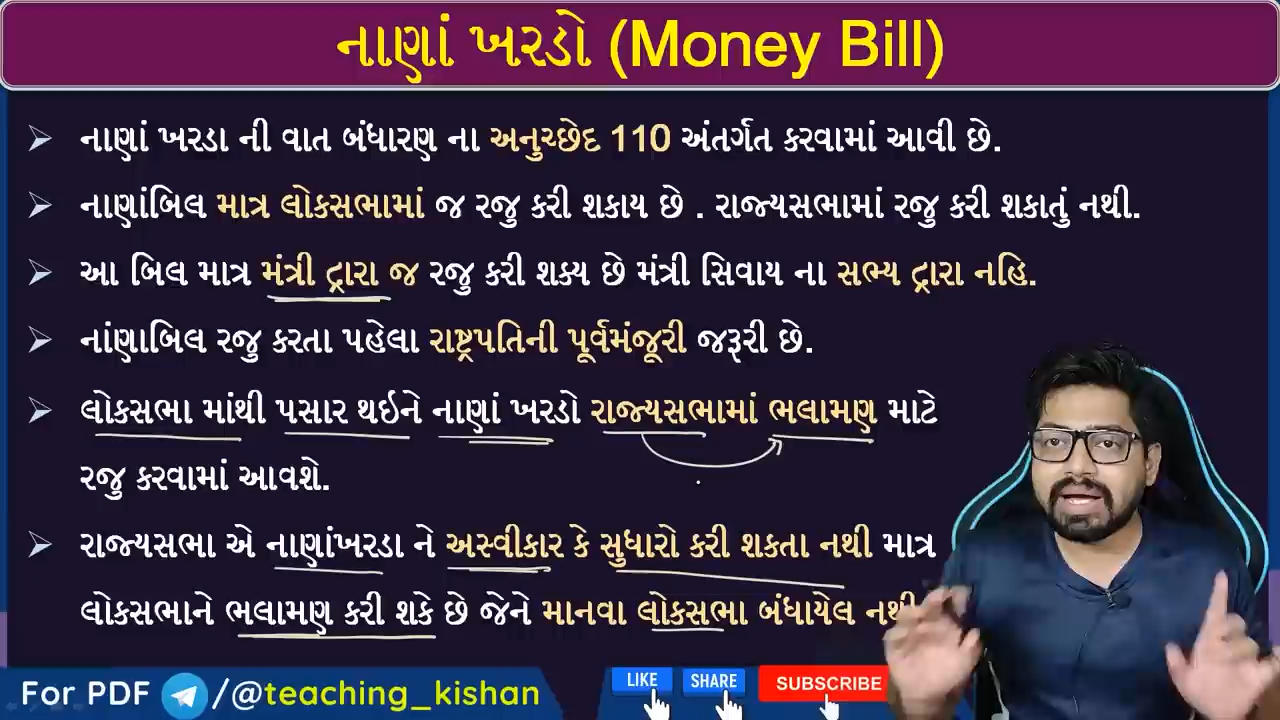 નાણાં ખરડો (Money Bill)
➢ નાણાં ખરડા ની વાત બંધારણ ના અનુચ્છેદ 110 અંતર્ગત કરવામાં આવી છે.
➢ નાણાંબિલ માત્ર લોકસભામાં જ રજુ કરી શકાય છે . રાજ્યસભામાં રજુ કરી શકાતું નથી.
➢ આ બિલ માત્ર મંત્રી દ્રારા જ રજુ કરી શક્ય છે મંત્રી સિવાય ના સભ્ય દ્રારા નહિ.
➢ નાંણાબિલ રજુ કરતા પહેલા રાષ્ટ્રપતિની પૂર્વમંજૂરી જરૂરી છે.
➢ લોકસભા માંથી પસાર થઇને નાણાં ખરડો રાજ્યસભામાં ભલામણ માટે
રજુ કરવામાં આવશે.
➢ રાજ્યસભા એ નાણાંખરડા ને અસ્વીકાર કે સુધારો કરી શકતા નથી માત્ર
લોકસભાને ભલામણ કરી શકે છે જેને માનવા લોકસભા બંધાયેલ નથી
For PDF /@teaching_kishan
LIKE SHARE SUBSCRIBE